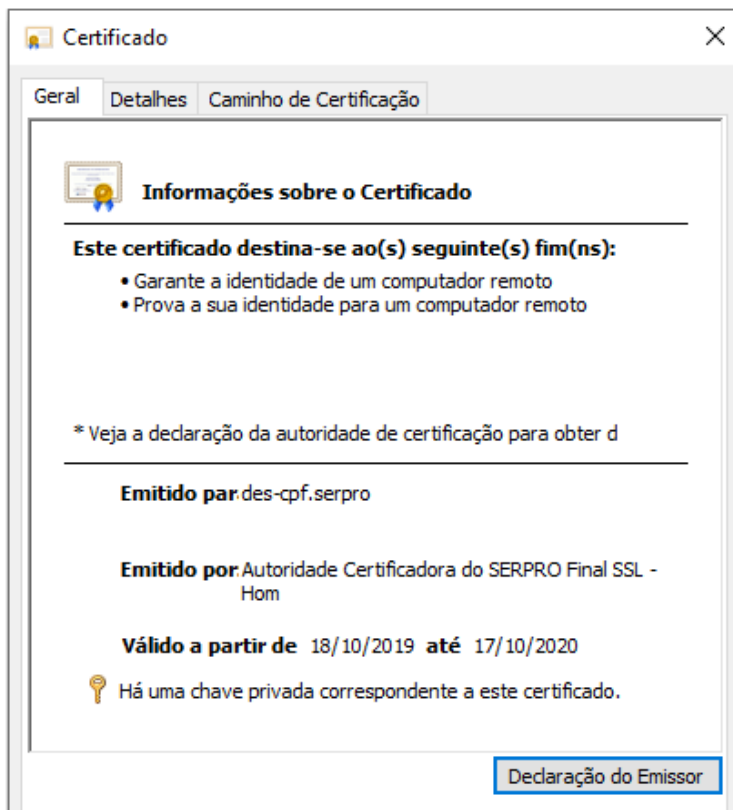 Certificado
Geral Detalhes Caminho de Certificação
Informações sobre o Certificado
Este certificado destina-se ao(s) seguinte(s) fim(ns):
• Garante a identidade de um computador remoto
• Prova a sua identidade para um computador remoto
* Veja a declaração da autoridade de certificação para obter d
Emitido par des-cpf.serpro
Emitido por: Autoridade Certificadora do SERPRO Final SSL -
Hom
Válido a partir de 18/10/2019 até 17/10/2020
Há uma chave privada correspondente a este certificado.
Declaração do Emissor